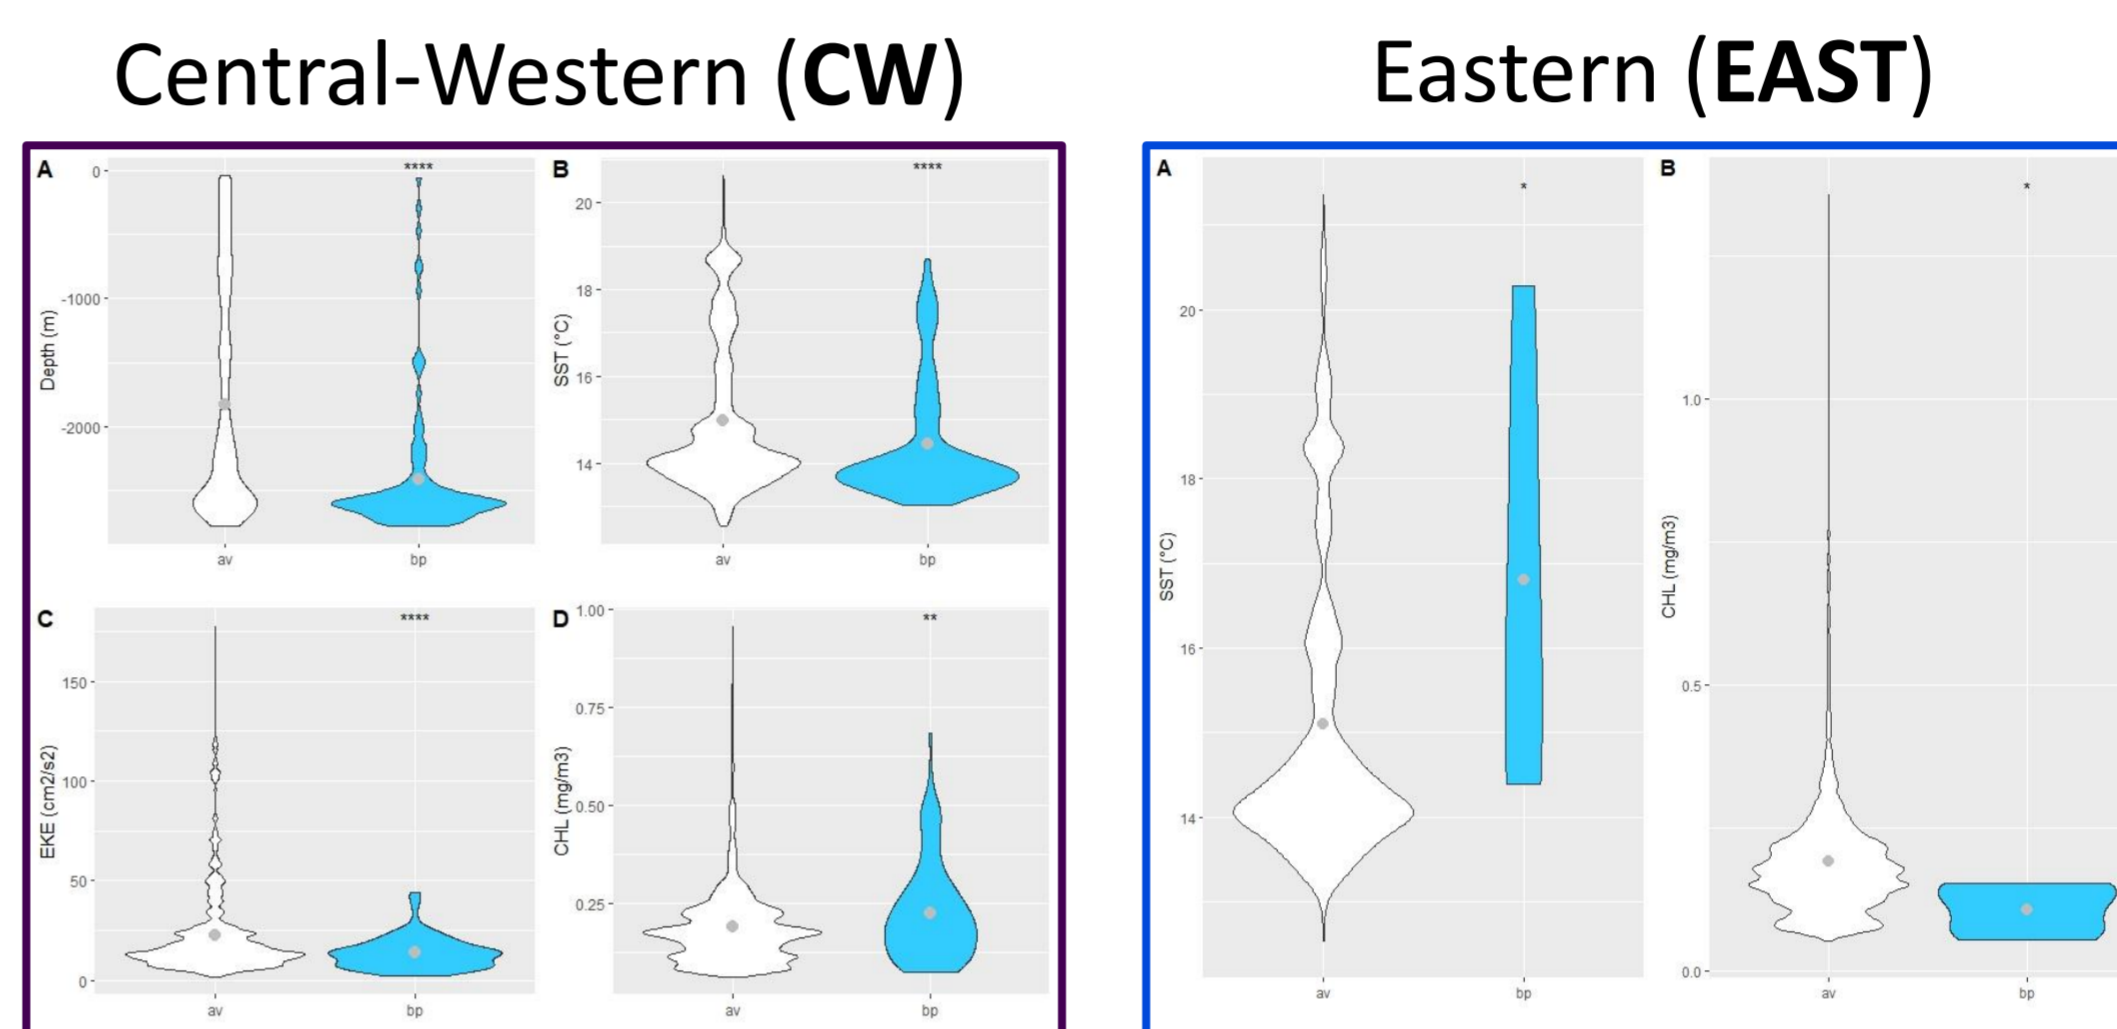 Central-Western (CW)
Eastern (EAST)
A
****
0
-1000
-2000
Depth (m)
av
bp
B
****
20
18
16
14
SST (°C)
av
bp
C
****
150
100
50
0
EKE (cm2/s2)
av
bp
D
**
1.00
0.75
0.50
0.25
CHL (mg/m3)
av
bp
A
*
20
18
16
14
SST (°C)
av
bp
B
*
1.0
0.5
0.0
CHL (mg/m3)
av
bp